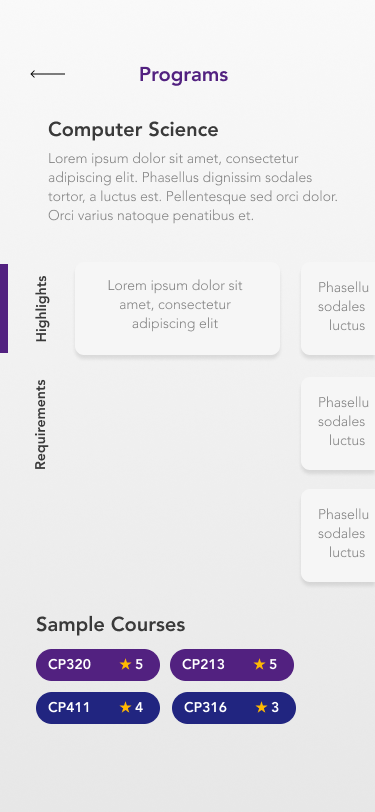 Programs
Computer Science
Lorem ipsum dolor sit amet, consectetur
adipiscing elit. Phasellus dignissim sodales
tortor, a luctus est. Pellentesque sed orci dolor.
Orci varius natoque penatibus et.
Highlights
Lorem ipsum dolor sit
amet, consectetur
adipiscing elit
Phasellu
sodales
luctus
Requirements
Phasellu
sodales
luctus
Phasellu
sodales
luctus
Sample Courses
CP320 ★ 5
CP213 ★ 5
CP411 ★ 4
CP316 ★ 3